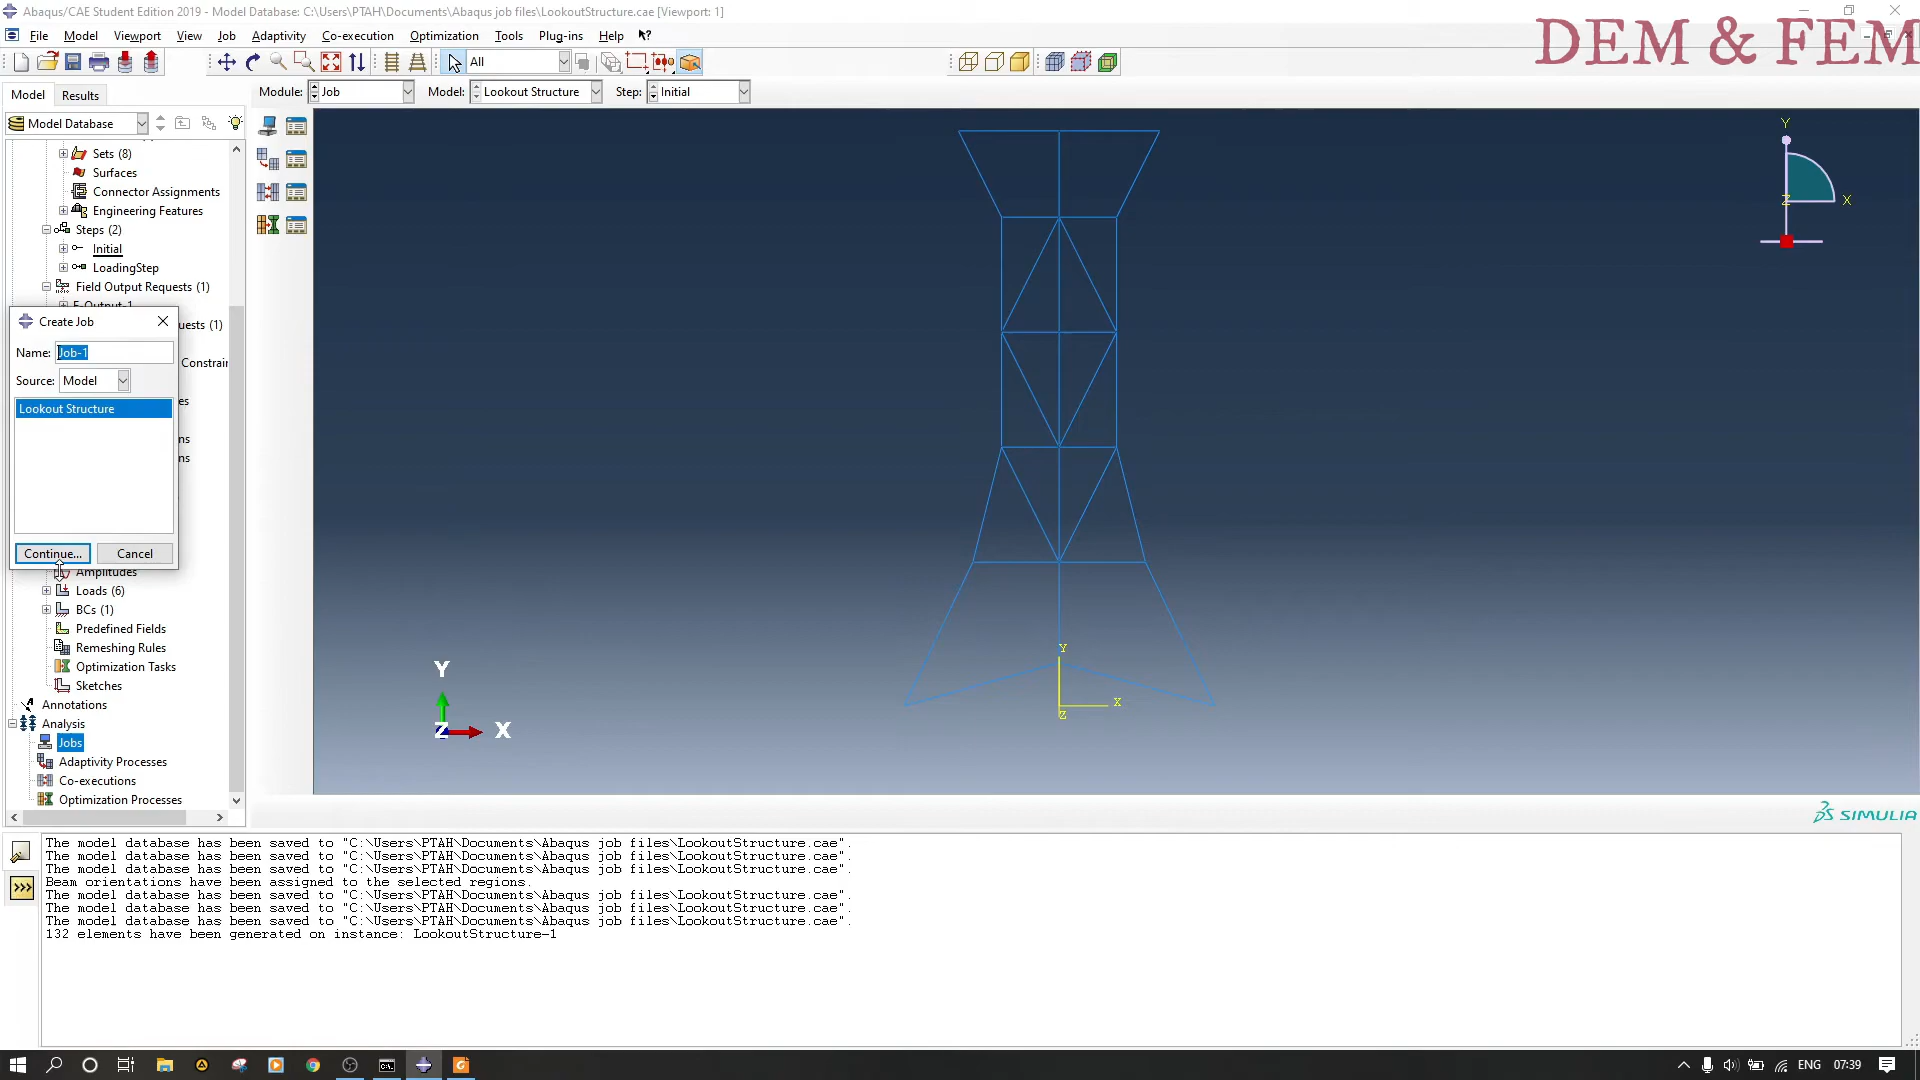 Abaqus/CAE Student Edition 2019 - Model Database: C:\Users\PTAH\Documents\Abaqus job files\LookoutStructure.cae [Viewport: 1]
DEM & FEM
File Model Viewport View Job Adaptivity Co-execution Optimization Tools Plug-ins Help
All
Model Results
Module: Job Model: Lookout Structure Step: Initial
Model Database
Sets (8)
Surfaces
Connector Assignments
Engineering Features
Steps (2)
Initial
LoadingStep
Field Output Requests (1)
F-Output-1
uests (1)
Constrain
es
ns
ns
Create Job
Name: Job-1
Source: Model
Lookout Structure
Continue... Cancel
Amplitudes
Loads (6)
BCs (1)
Predefined Fields
Remeshing Rules
Optimization Tasks
Sketches
Annotations
Analysis
Jobs
Adaptivity Processes
Co-executions
Optimization Processes
Y
X
Z
Y
X
Z
Y
X
Z
SIMULIA
The model database has been saved to "C:\Users\PTAH\Documents\Abaqus job files\LookoutStructure.cae".
The model database has been saved to "C:\Users\PTAH\Documents\Abaqus job files\LookoutStructure.cae".
The model database has been saved to "C:\Users\PTAH\Documents\Abaqus job files\LookoutStructure.cae".
Beam orientations have been assigned to the selected regions.
The model database has been saved to "C:\Users\PTAH\Documents\Abaqus job files\LookoutStructure.cae".
The model database has been saved to "C:\Users\PTAH\Documents\Abaqus job files\LookoutStructure.cae".
The model database has been saved to "C:\Users\PTAH\Documents\Abaqus job files\LookoutStructure.cae".
132 elements have been generated on instance: LookoutStructure-1
ENG 07:39